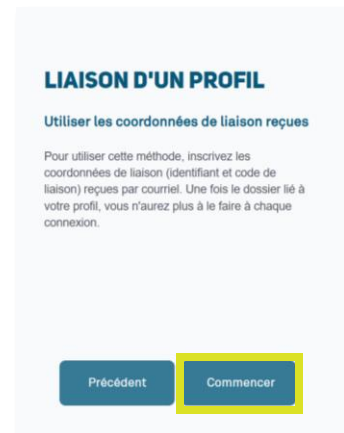 LIAISON D'UN PROFIL
Utiliser les coordonnées de liaison reçues
Pour utiliser cette méthode, inscrivez les
coordonnées de liaison (identifiant et code de
liaison) reçues par courriel. Une fois le dossier lié à
votre profil, vous n'aurez plus à le faire à chaque
connexion.
Précédent
Commencer